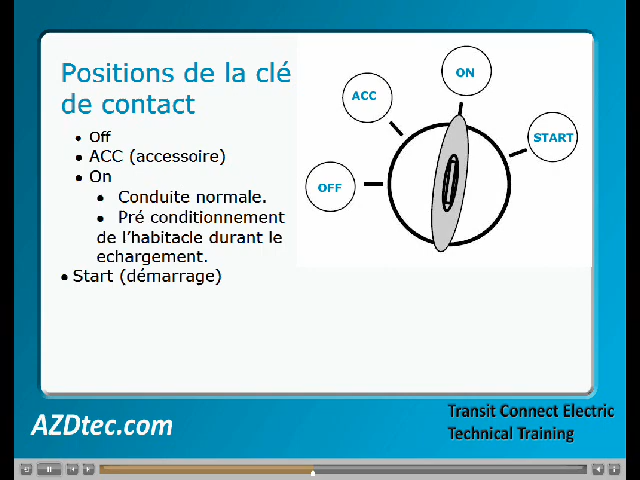 Positions de la clé
de contact
• Off
• ACC (accessoire)
• On
• Conduite normale.
• Pré conditionnement
de l'habitacle durant le
echargement.
• Start (démarrage)
ON
ACC
START
OFF
AZDtec.com
Transit Connect Electric
Technical Training